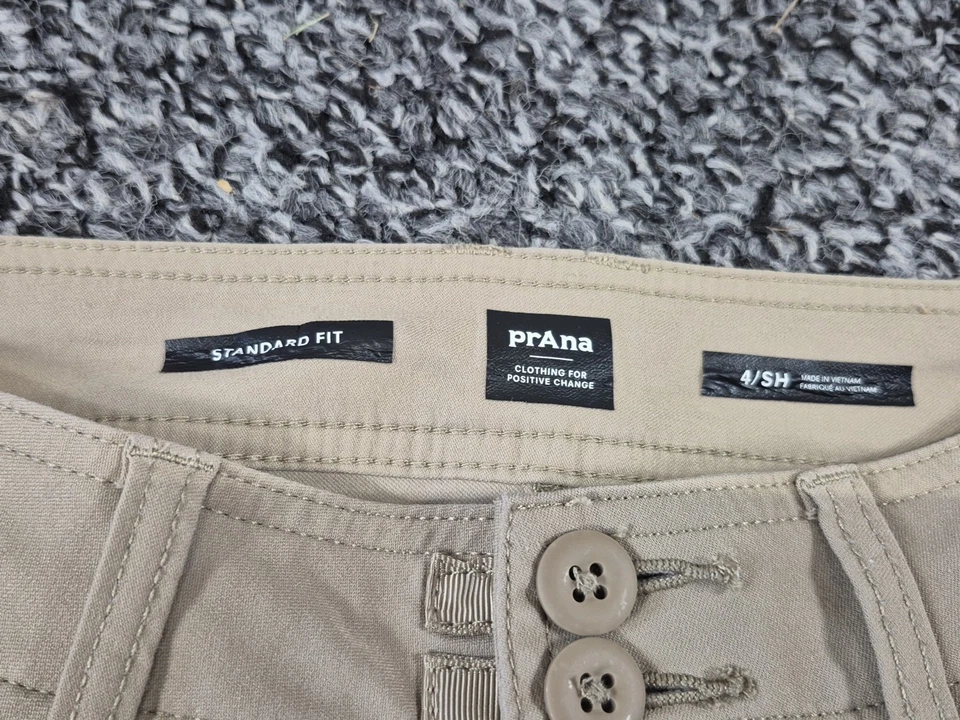 STANDARD FIT
prAna
CLOTHING FOR
POSITIVE CHANGE
4/SH
MADE IN VIETNAM
FABRIQUÉ AU VIETNAM